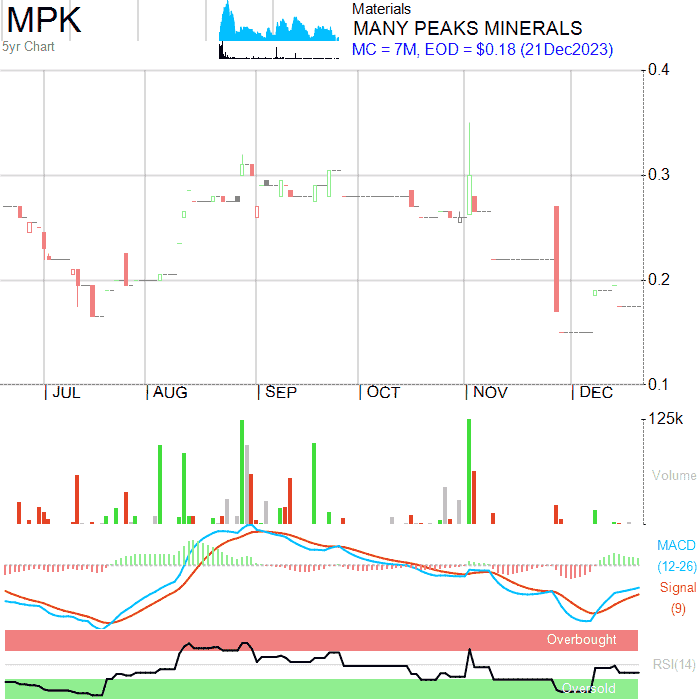 MPK
5yr Chart
Materials
MANY PEAKS MINERALS
MC = 7M, EOD = $0.18 (21Dec2023)
0.4
0.3
0.2
0.1
JUL AUG SEP OCT NOV DEC
125k
Volume
MACD
(12-26)
Signal
(9)
Overbought
RSI(14)
Oversold